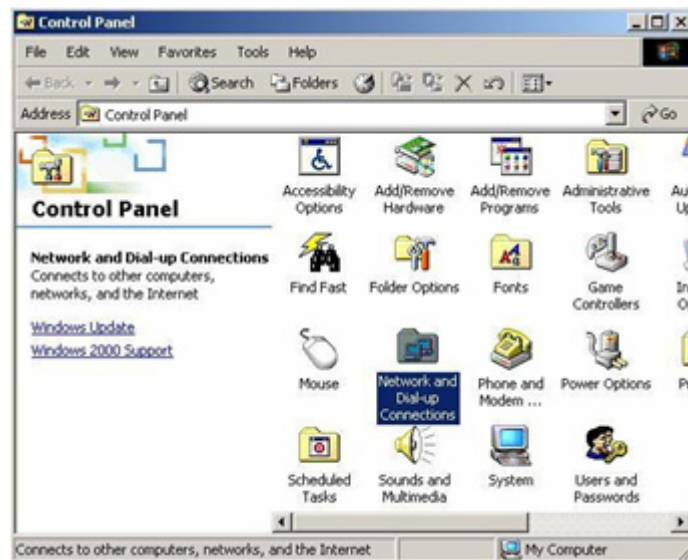 Control Panel
File Edit View Favorites Tools Help
Back Search Folders
Address Control Panel Go
Control Panel
Network and Dial-up Connections
Connects to other computers,
networks, and the Internet
Windows Update
Windows 2000 Support
Accessibility
Options
Add/Remove
Hardware
Add/Remove
Programs
Administrative
Tools
Find Fast
Folder Options
Fonts
Game
Controllers
Mouse
Network and
Dial-up
Connections
Phone and
Modem ...
Power Options
Scheduled
Tasks
Sounds and
Multimedia
System
Users and
Passwords
Connects to other computers, networks, and the Internet
My Computer